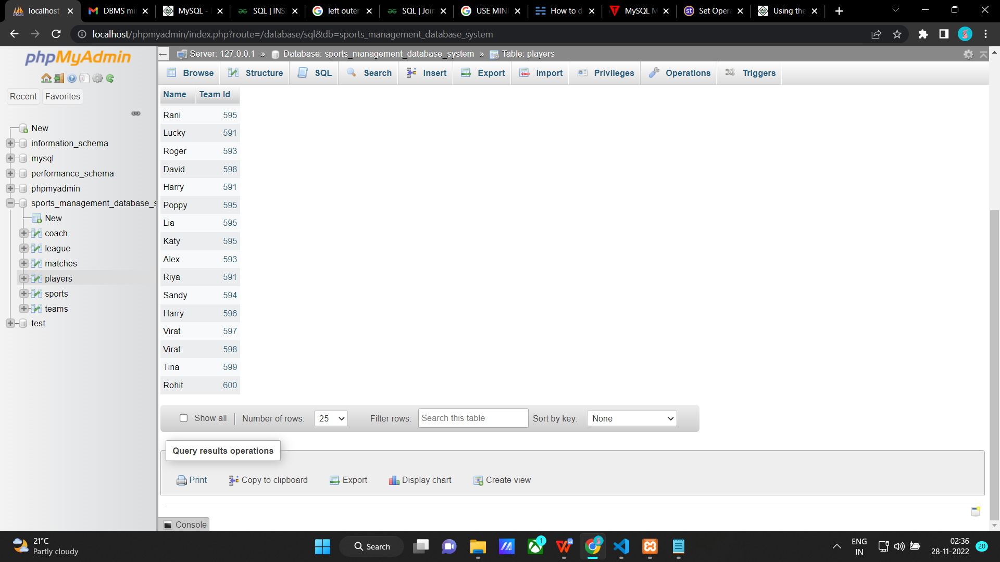 localhost
DBMS mi
MySQL -
SQL | INS
left outer
SQL | Joi
USE MIN
How to d
MySQL M
Set Oper
Using the
localhost/phpmyadmin/index.php?route=/database/sql&db=sports_management_database_system
phpMyAdmin
Recent Favorites
New
information_schema
mysql
performance_schema
phpmyadmin
sports_management_database_s
New
coach
league
matches
players
sports
teams
test
Server: 127.0.0.1 » Database: sports_management_database_system » Table: players
Browse Structure SQL Search Insert Export Import Privileges Operations Triggers
Name Team Id
Rani 595
Lucky 591
Roger 593
David 598
Harry 591
Poppy 595
Lia 595
Katy 595
Alex 593
Riya 591
Sandy 594
Harry 596
Virat 597
Virat 598
Tina 599
Rohit 600
Show all Number of rows: 25 Filter rows: Search this table Sort by key: None
Query results operations
Print Copy to clipboard Export Display chart Create view
Console
21°C
Partly cloudy
Search
1
ENG
IN
02:36
28-11-2022
20